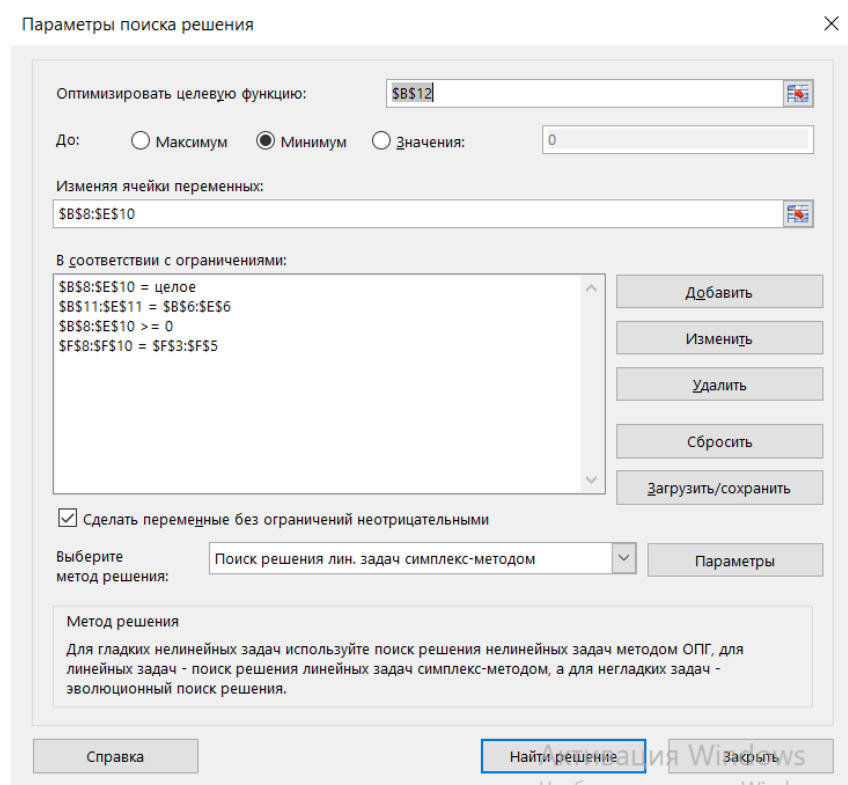 Параметры поиска решения
Оптимизировать целевую функцию:
$B$12
До:
Максимум
Минимум
Значения:
0
Изменяя ячейки переменных:
$B$8:$E$10
В соответствии с ограничениями:
$B$8:$E$10 = целое
$B$11:$E$11 = $B$6:$E$6
$B$8:$E$10 >= 0
$F$8:$F$10 = $F$3:$F$5
Добавить
Изменить
Удалить
Сбросить
Загрузить/сохранить
Сделать переменные без ограничений неотрицательными
Выберите
метод решения:
Поиск решения лин. задач симплекс-методом
Параметры
Метод решения
Для гладких нелинейных задач используйте поиск решения нелинейных задач методом ОПГ, для
линейных задач - поиск решения линейных задач симплекс-методом, а для негладких задач -
эволюционный поиск решения.
Справка
Найти решение
Закрыть
Активация Windows